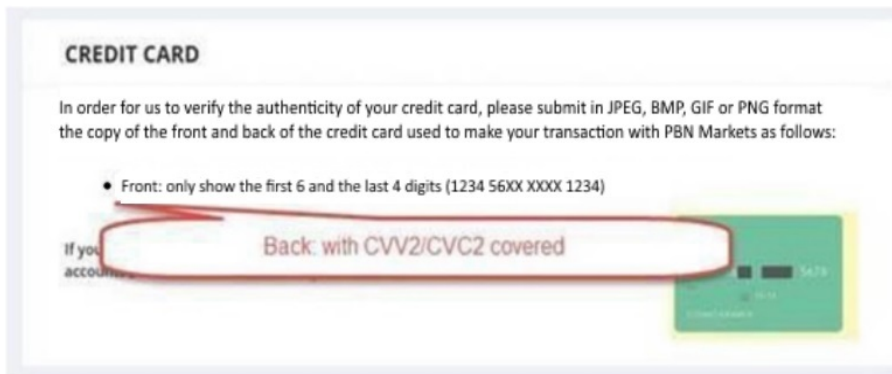 CREDIT CARD
In order for us to verify the authenticity of your credit card, please submit in JPEG, BMP, GIF or PNG format
the copy of the front and back of the credit card used to make your transaction with PBN Markets as follows:
• Front: only show the first 6 and the last 4 digits (1234 56XX XXXX 1234)
Back: with CVV2/CVC2 covered
If
5678